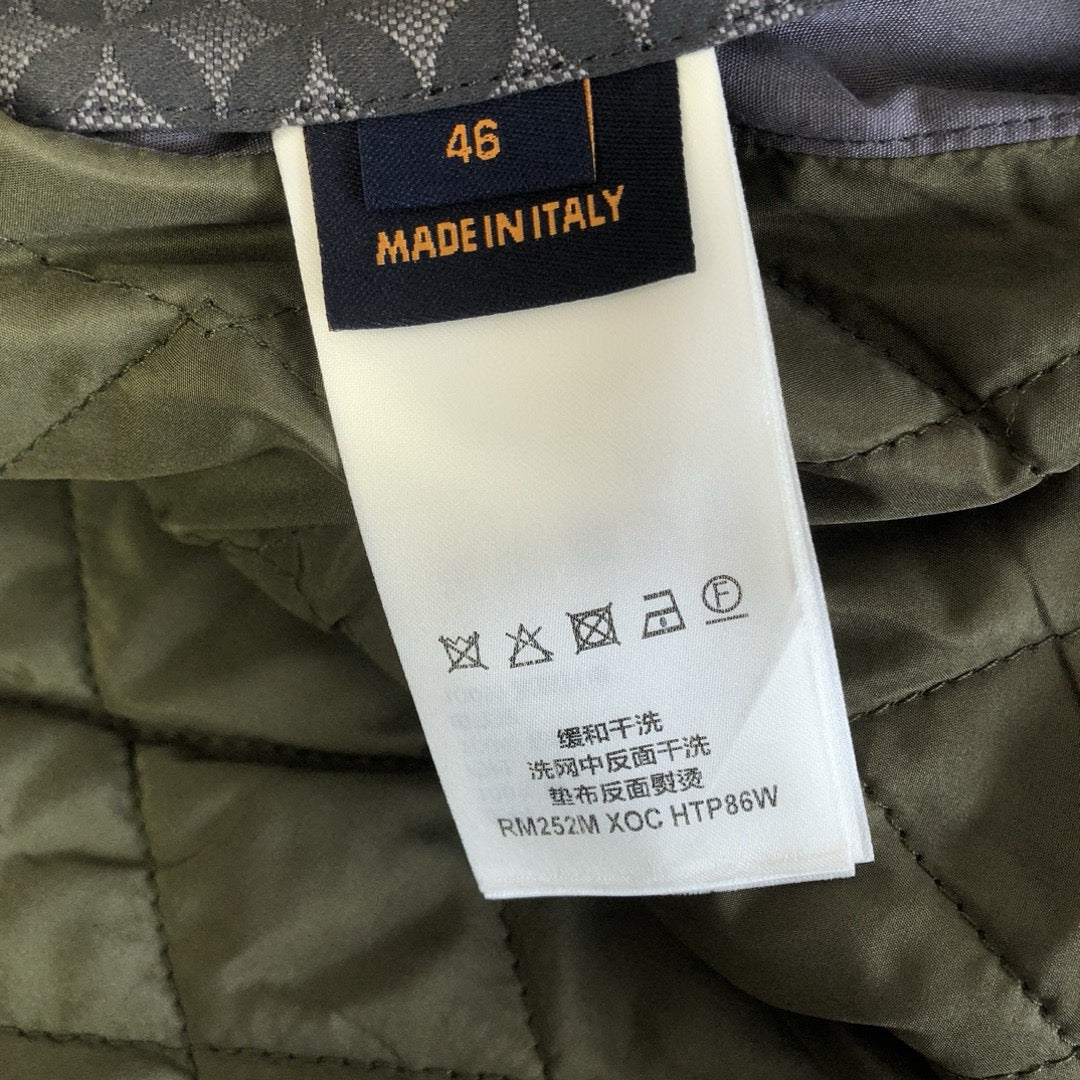 46
MADE IN ITALY
F
缓和干洗
洗网中反面干洗
垫布反面熨烫
RM252M XOC HTP86W